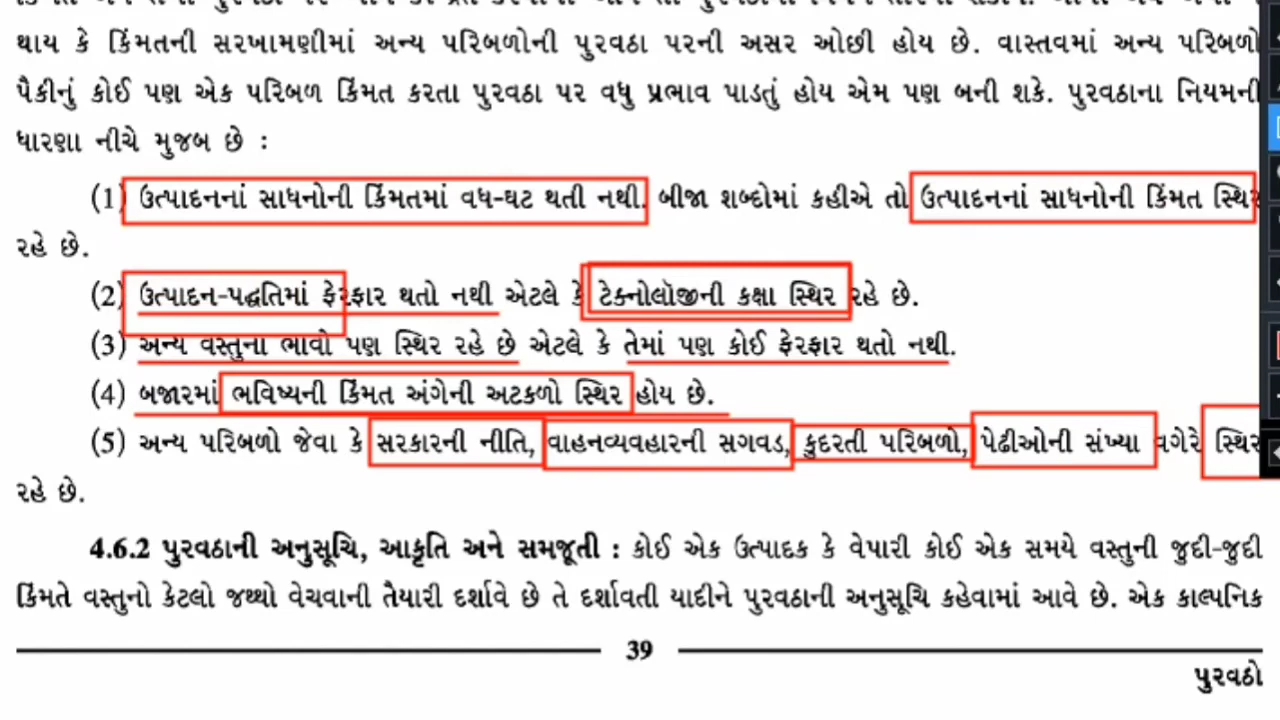 થાય કે કિંમતની સરખામણીમાં અન્ય પરિબળોની પુરવઠા પરની અસર ઓછી હોય છે. વાસ્તવમાં અન્ય પરિબળો
પૈકીનું કોઈ પણ એક પરિબળ કિંમત કરતા પુરવઠા પર વધુ પ્રભાવ પાડતું હોય એમ પણ બની શકે. પુરવઠાના નિયમની
ધારણા નીચે મુજબ છે :
(1) ઉત્પાદનનાં સાધનોની કિંમતમાં વધ-ઘટ થતી નથી. બીજા શબ્દોમાં કહીએ તો ઉત્પાદનનાં સાધનોની કિંમત સ્થિર
રહે છે.
(2) ઉત્પાદન-પદ્ધતિમાં ફેરફાર થતો નથી એટલે કે ટેક્નોલૉજીની કક્ષા સ્થિર રહે છે.
(3) અન્ય વસ્તુના ભાવો પણ સ્થિર રહે છે એટલે કે તેમાં પણ કોઈ ફેરફાર થતો નથી.
(4) બજારમાં ભવિષ્યની કિંમત અંગેની અટકળો સ્થિર હોય છે.
(5) અન્ય પરિબળો જેવા કે સરકારની નીતિ, વાહનવ્યવહારની સગવડ, કુદરતી પરિબળો, પેઢીઓની સંખ્યા વગેરે સ્થિર
રહે છે.
4.6.2 પુરવઠાની અનુસૂચિ, આકૃતિ અને સમજૂતી : કોઈ એક ઉત્પાદક કે વેપારી કોઈ એક સમયે વસ્તુની જુદી-જુદી
કિંમતે વસ્તુનો કેટલો જથ્થો વેચવાની તૈયારી દર્શાવે છે તે દર્શાવતી યાદીને પુરવઠાની અનુસૂચિ કહેવામાં આવે છે. એક કાલ્પનિક
39
પુરવઠો